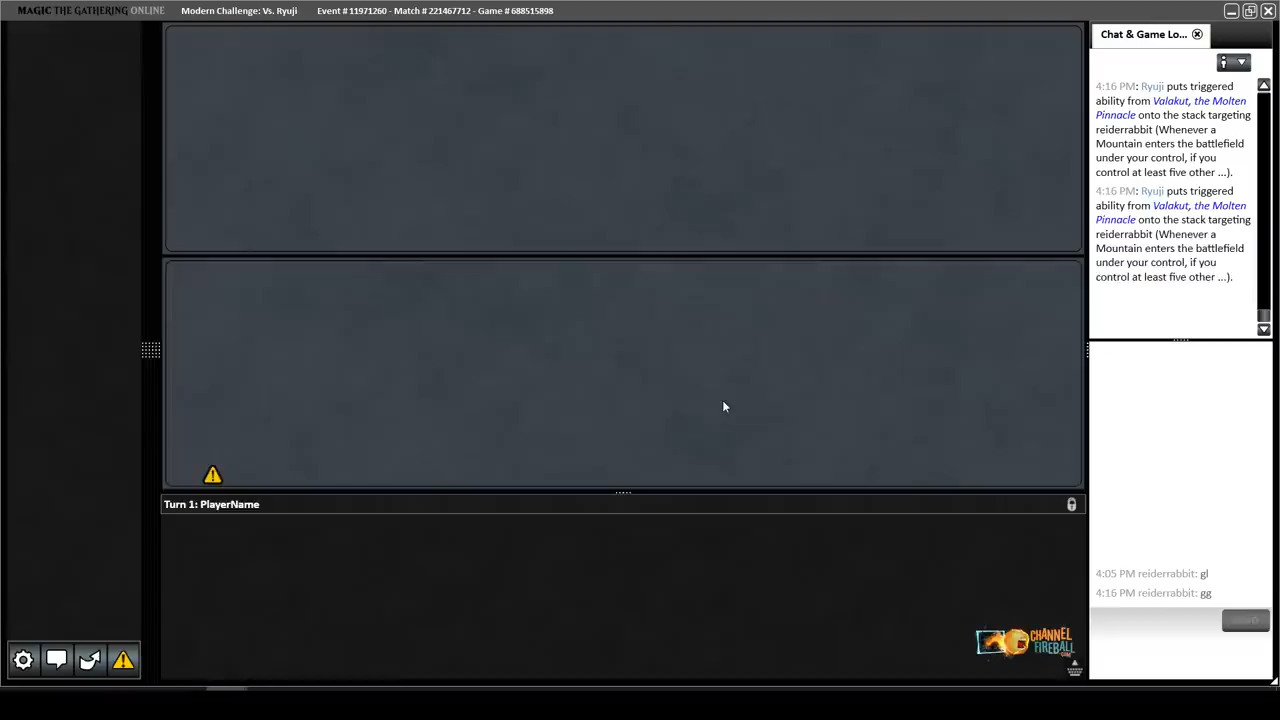 MAGIC THE GATHERING ONLINE
Modern Challenge: Vs. Ryuji
Event # 11971260 - Match # 221467712 - Game # 688515898
Chat & Game Lo...
4:16 PM: Ryuji puts triggered
ability from Valakut, the Molten
Pinnacle onto the stack targeting
reiderrabbit (Whenever a
Mountain enters the battlefield
under your control, if you
control at least five other ...).
4:16 PM: Ryuji puts triggered
ability from Valakut, the Molten
Pinnacle onto the stack targeting
reiderrabbit (Whenever a
Mountain enters the battlefield
under your control, if you
control at least five other ...).
Turn 1: PlayerName
4:05 PM reiderrabbit: gl
4:16 PM reiderrabbit: gg
CHANNEL
FIREBALL